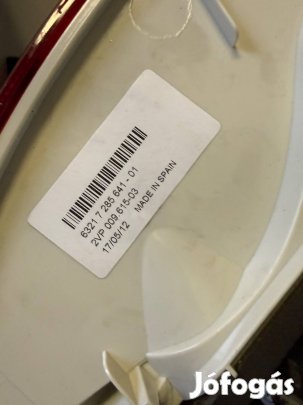 6321 7 285 641 - 01
2VP 009 615-03
17/05/12 MADE IN SPAIN
Jófogás